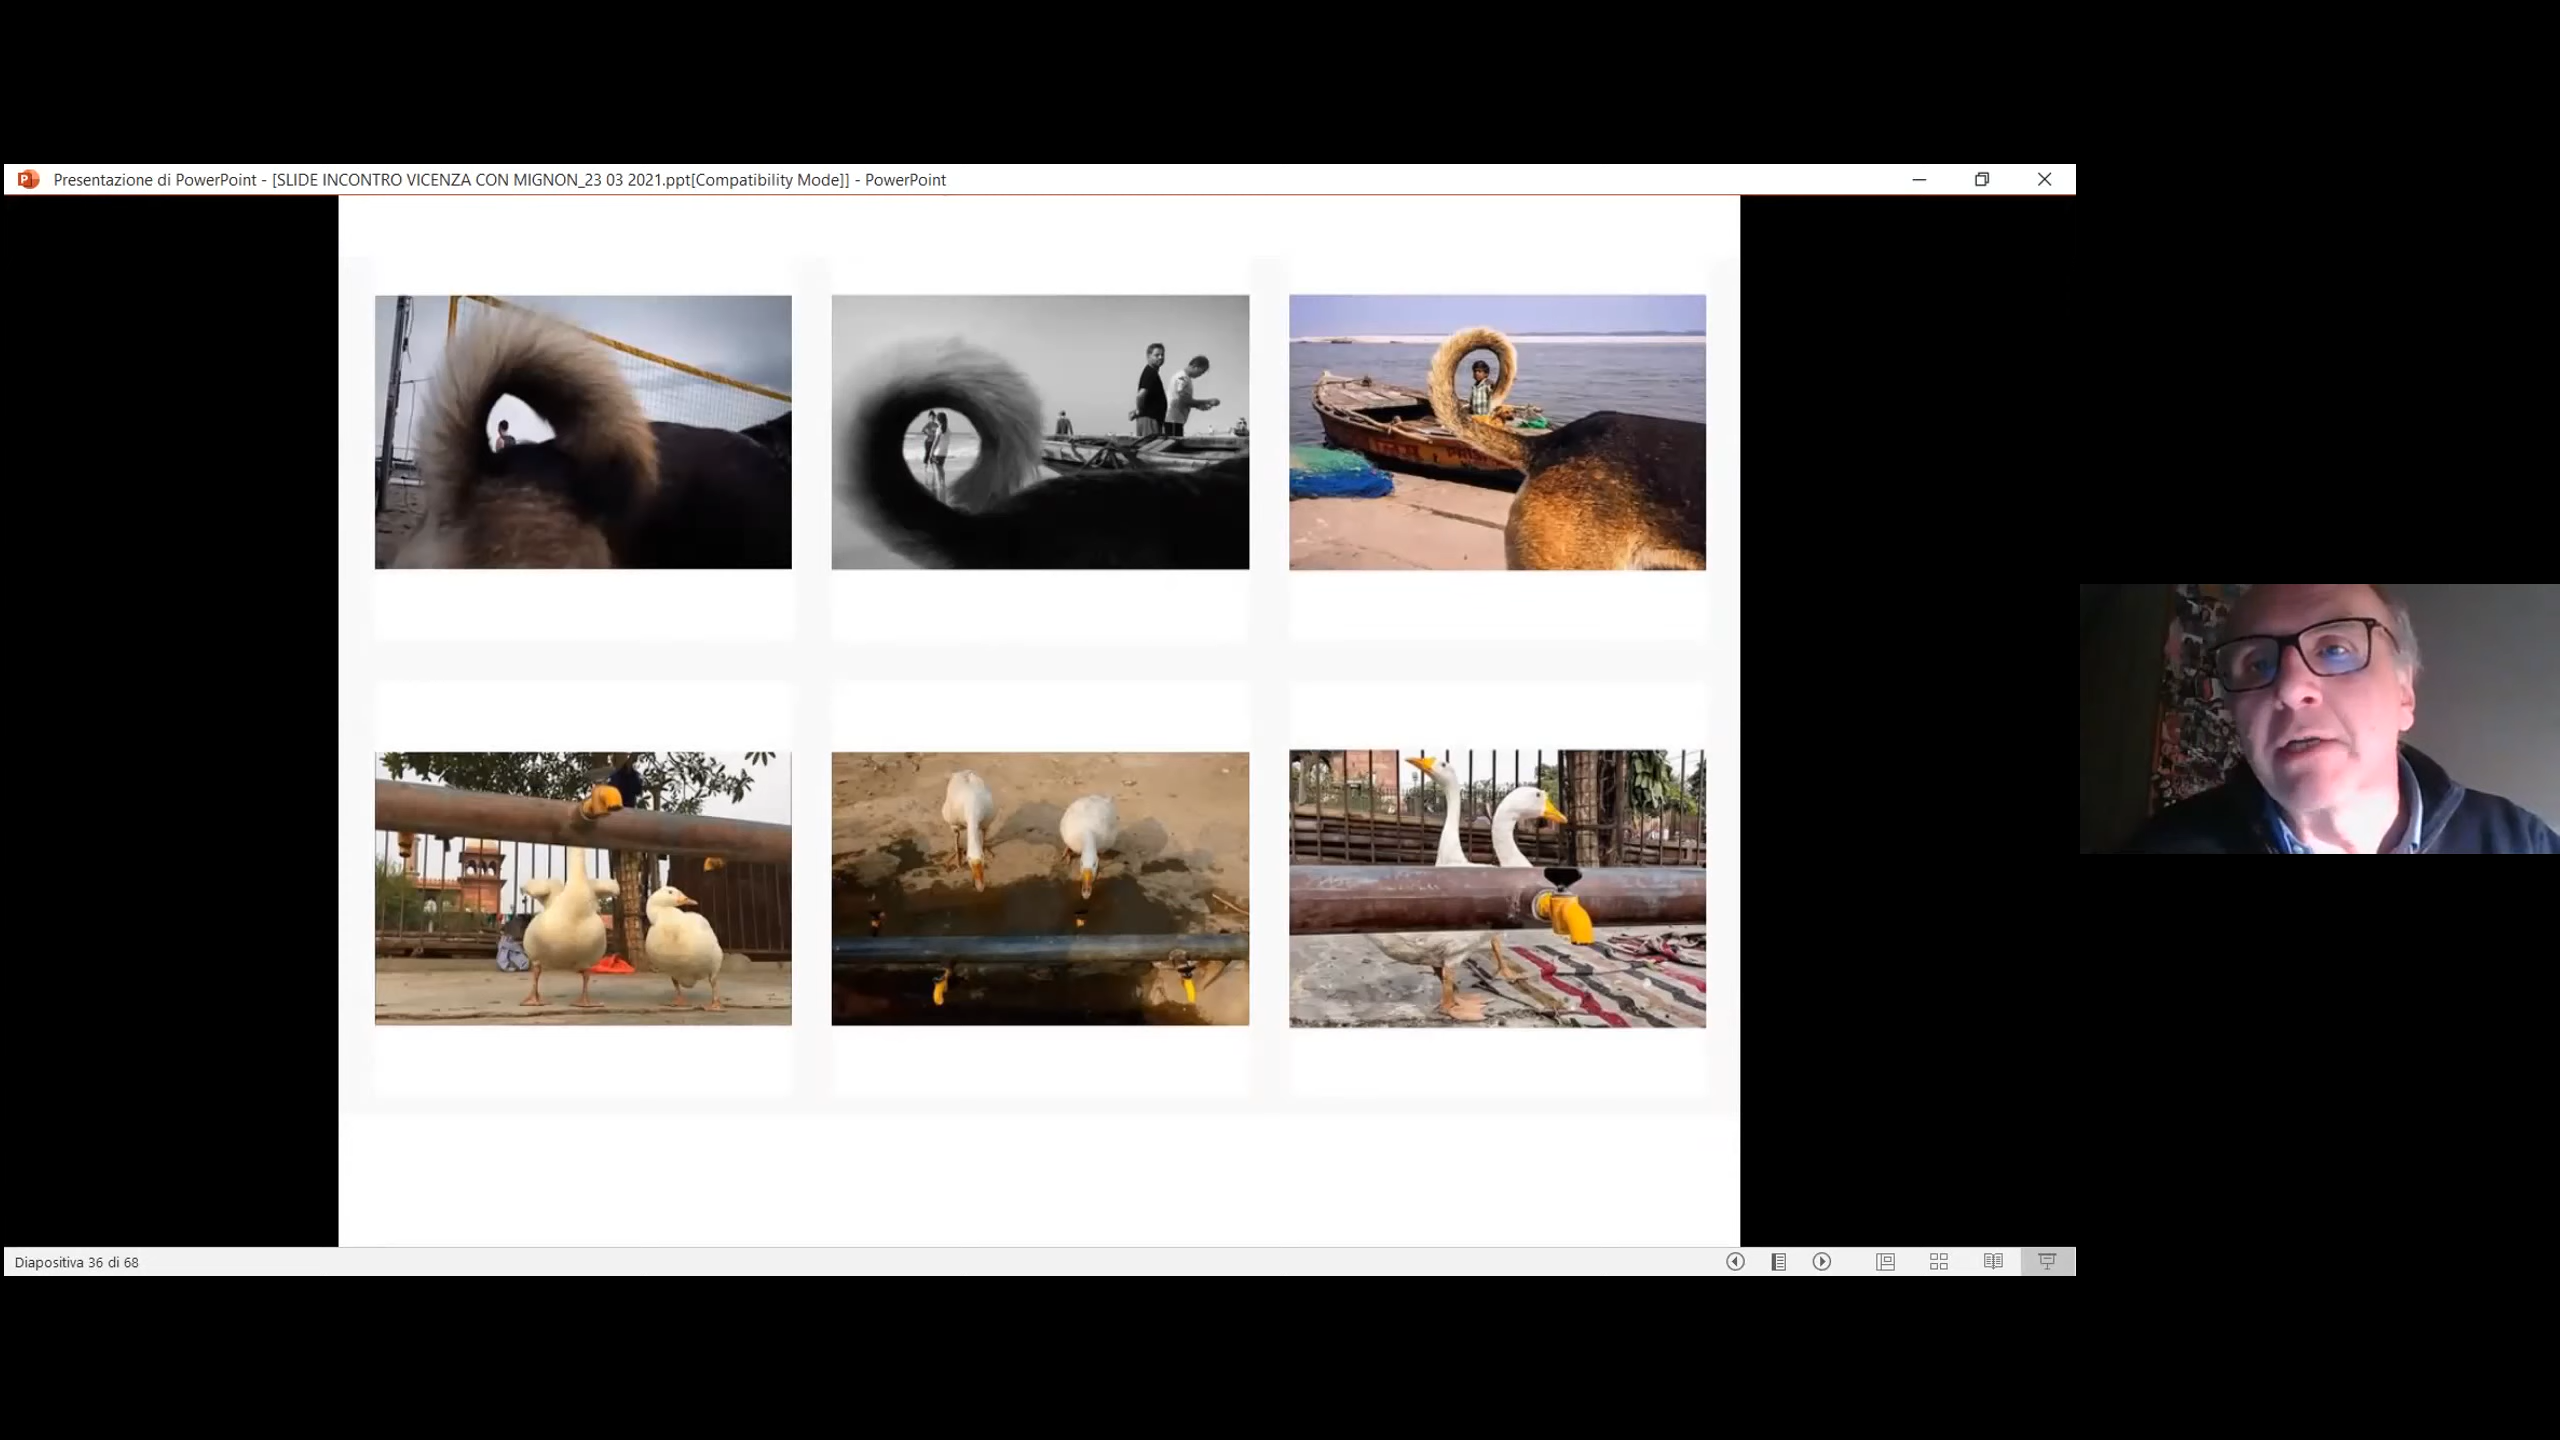 Presentazione di PowerPoint - [SLIDE INCONTRO VICENZA CON MIGNON_23 03 2021.ppt[Compatibility Mode]] - PowerPoint
Diapositiva 36 di 68